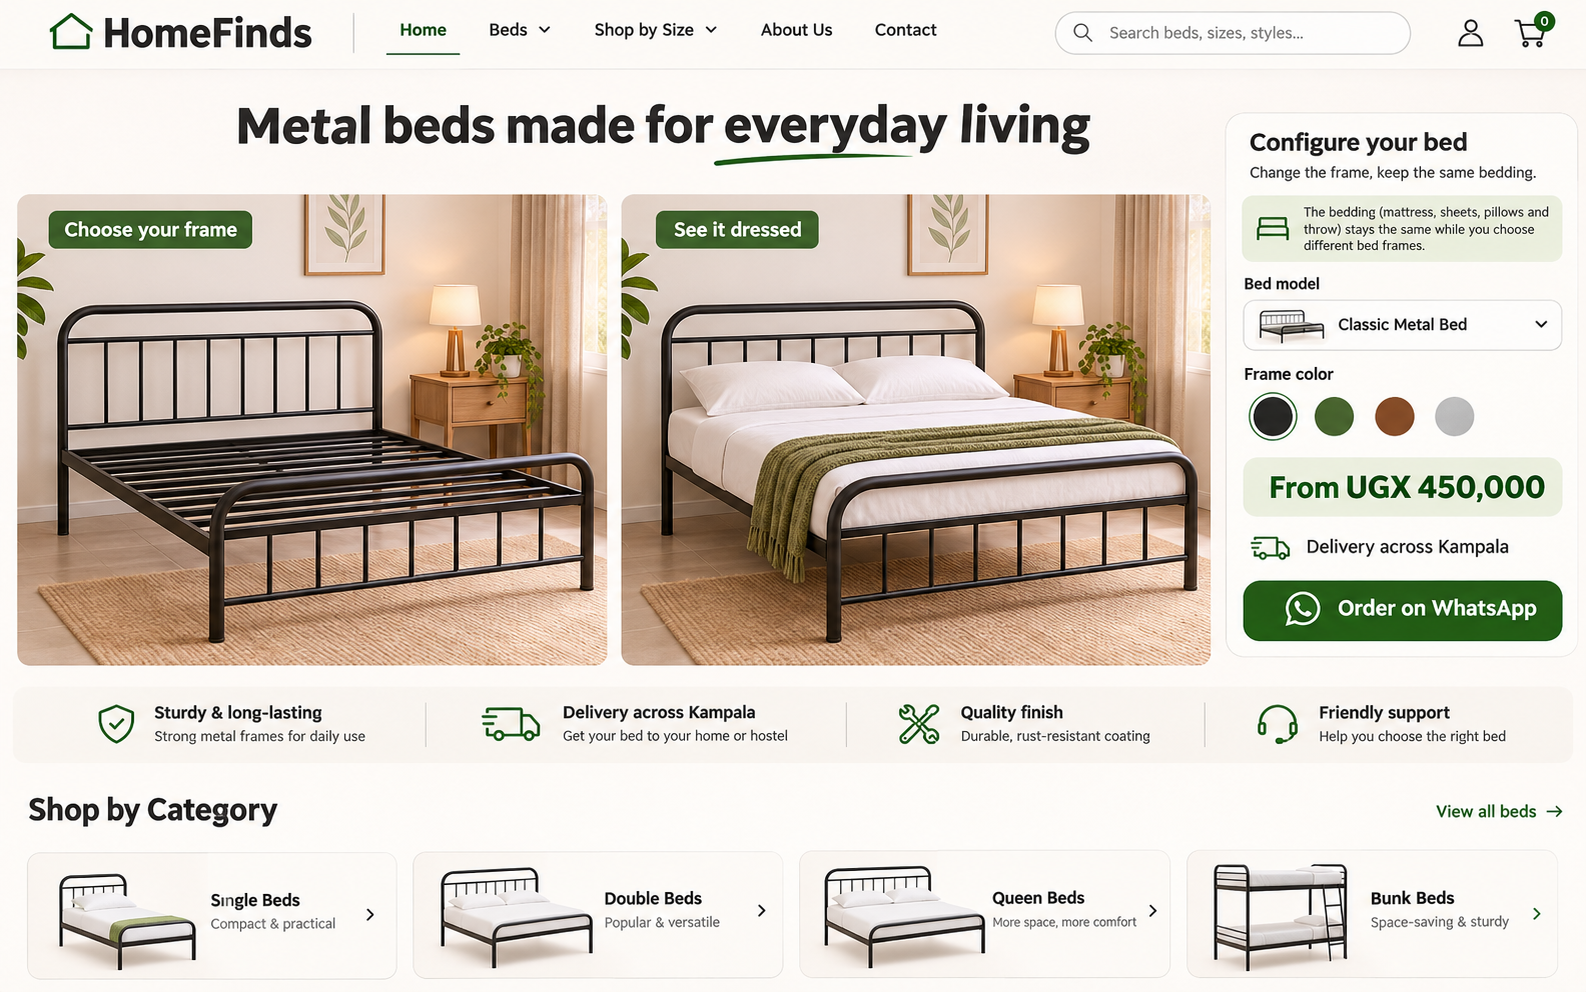 HomeFinds
Home
Beds
Shop by Size
About Us
Contact
Search beds, sizes, styles...
0
Metal beds made for everyday living
Choose your frame
See it dressed
Configure your bed
Change the frame, keep the same bedding.
The bedding (mattress, sheets, pillows and
throw) stays the same while you choose
different bed frames.
Bed model
Classic Metal Bed
Frame color
From UGX 450,000
Delivery across Kampala
Order on WhatsApp
Sturdy & long-lasting
Strong metal frames for daily use
Delivery across Kampala
Get your bed to your home or hostel
Quality finish
Durable, rust-resistant coating
Friendly support
Help you choose the right bed
Shop by Category
View all beds
Single Beds
Compact & practical
Double Beds
Popular & versatile
Queen Beds
More space, more comfort
Bunk Beds
Space-saving & sturdy